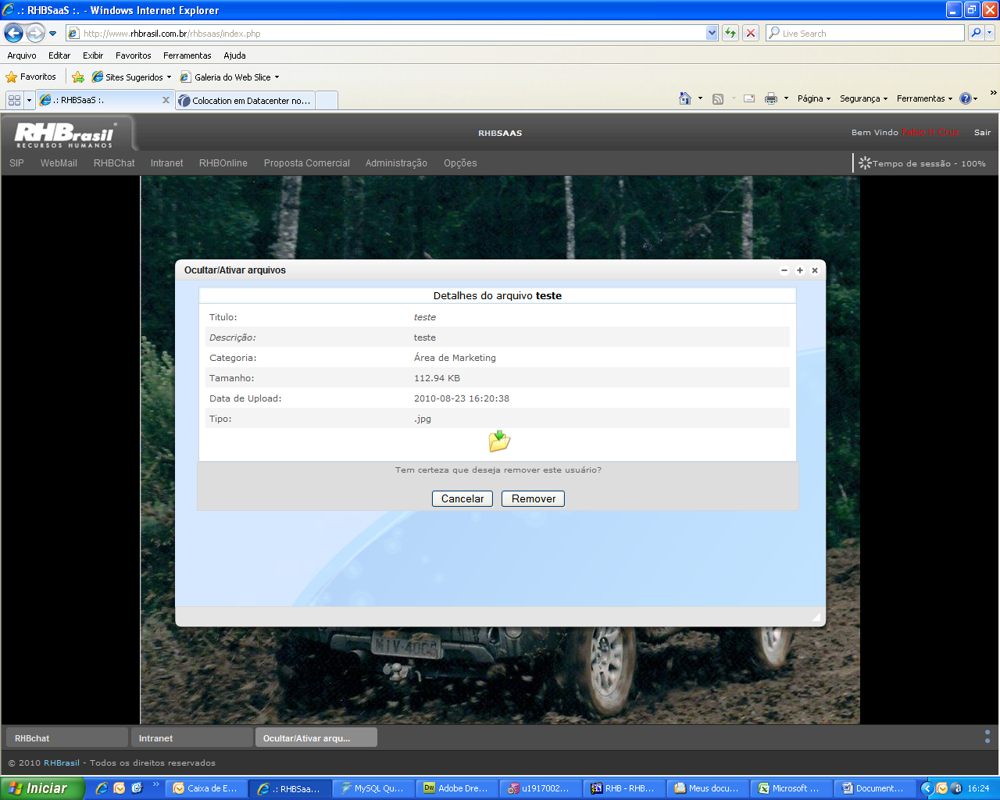 .: RHBSaaS :. - Windows Internet Explorer
http://www.rhbrasil.com.br/rhbsaas/index.php
Live Search
Arquivo Editar Exibir Favoritos Ferramentas Ajuda
Favoritos Sites Sugeridos Galeria do Web Slice
.: RHBSaaS :. Colocation em Datacenter no... Página Segurança Ferramentas
RHBrasil
RECURSOS HUMANOS
RHBSAAS
Bem Vindo Fabio H Cruz Sair
SIP WebMail RHBChat Intranet RHBOnline Proposta Comercial Administração Opções
Tempo de sessão - 100%
Ocultar/Ativar arquivos
Detalhes do arquivo teste
Titulo: teste
Descrição: teste
Categoria: Área de Marketing
Tamanho: 112.94 KB
Data de Upload: 2010-08-23 16:20:38
Tipo: .jpg
Tem certeza que deseja remover este usuário?
Cancelar Remover
RHBchat Intranet Ocultar/Ativar arqu...
© 2010 RHBrasil - Todos os direitos reservados
Iniciar Caixa de E... .: RHBSaa... MySQL Qu... Adobe Dre... u1917002... RHB - RHB... Meus docu... Microsoft ... Document... 16:24